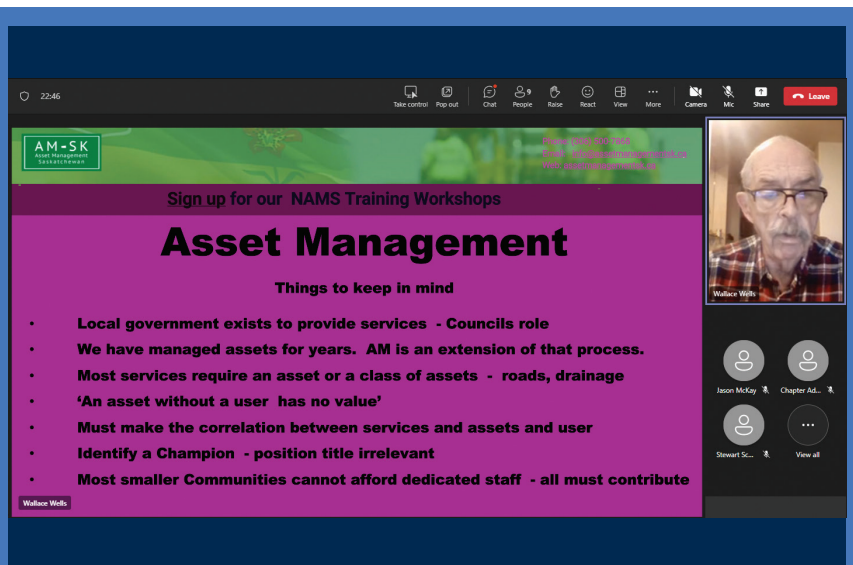 22:46
Take control
Pop out
Chat
9
People
Raise
React
View
More
Camera
Mic
Share
Leave
AM-SK
Asset Management
Saskatchewan
Sign up for our NAMS Training Workshops
Asset Management
Things to keep in mind
• Local government exists to provide services - Councils role
• We have managed assets for years. AM is an extension of that process.
• Most services require an asset or a class of assets - roads, drainage
• ‘An asset without a user has no value’
• Must make the correlation between services and assets and user
• Identify a Champion - position title irrelevant
• Most smaller Communities cannot afford dedicated staff - all must contribute
Wallace Wells
Wallace Wells
Jason McKay
Chapter Ad...
Stewart Sc...
View all